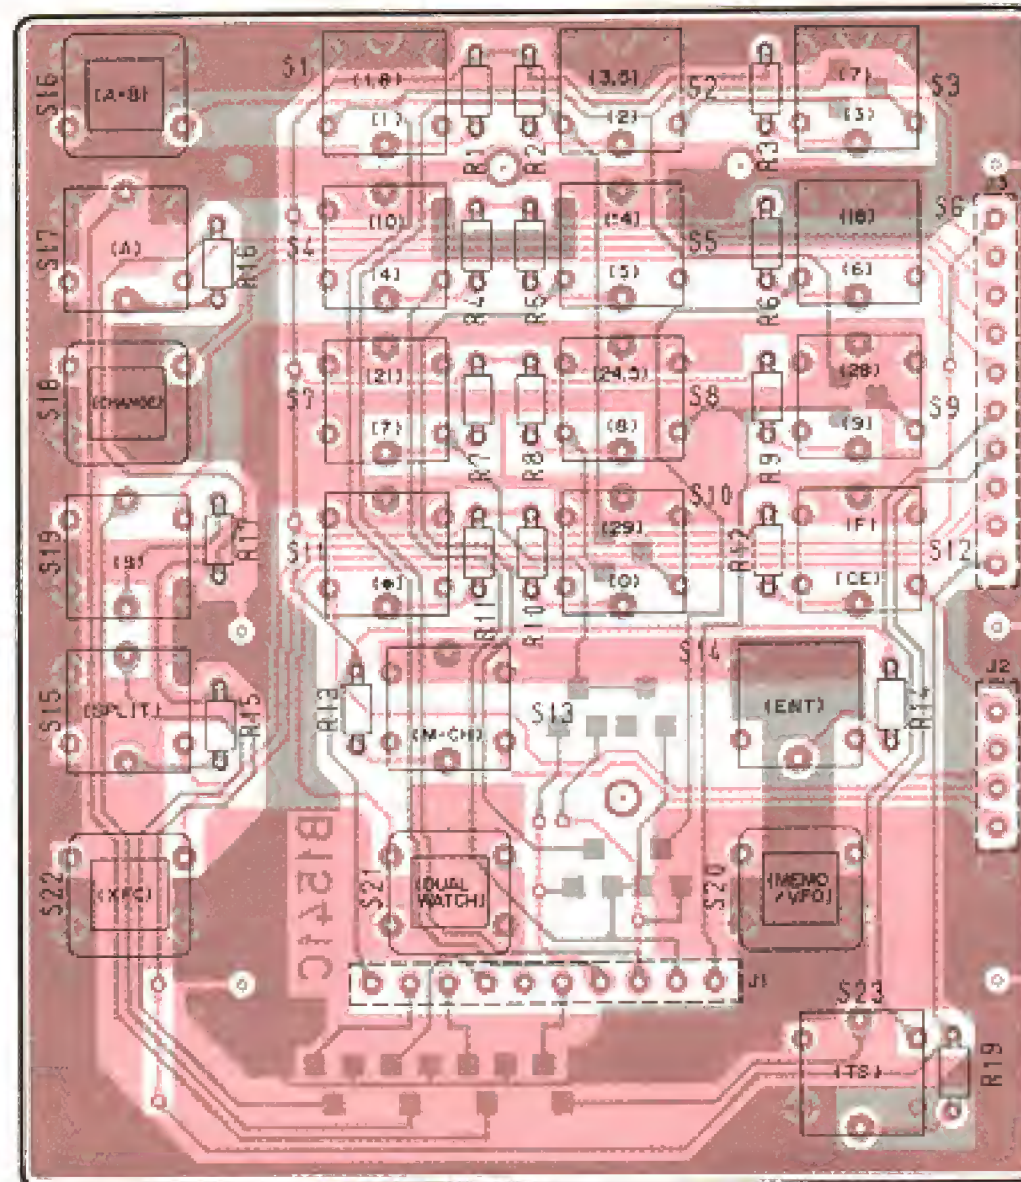 S16
(A=B)
S1
(1.8)
(1)
R1
R2
(3.5)
(2)
S2
R3
(7)
(3)
S3
S17
(A)
R16
S4
(10)
(4)
R4
R5
(14)
(5)
S5
R6
(18)
(6)
S6
J3
S18
(CHANGE)
S7
(21)
(7)
R7
R8
(24.5)
(8)
S8
R9
(28)
(9)
S9
S19
(B)
R17
S11
R11
R10
(29)
(0)
S10
R12
(F)
(CE)
S12
S15
(SPLIT)
R15
R13
(M-CH)
S13
S14
(ENT)
R14
J2
S22
(XFC)
B1541C
S21
(DUAL
WATCH)
S20
(MEMO
/VFO)
J1
S23
(TS)
R19